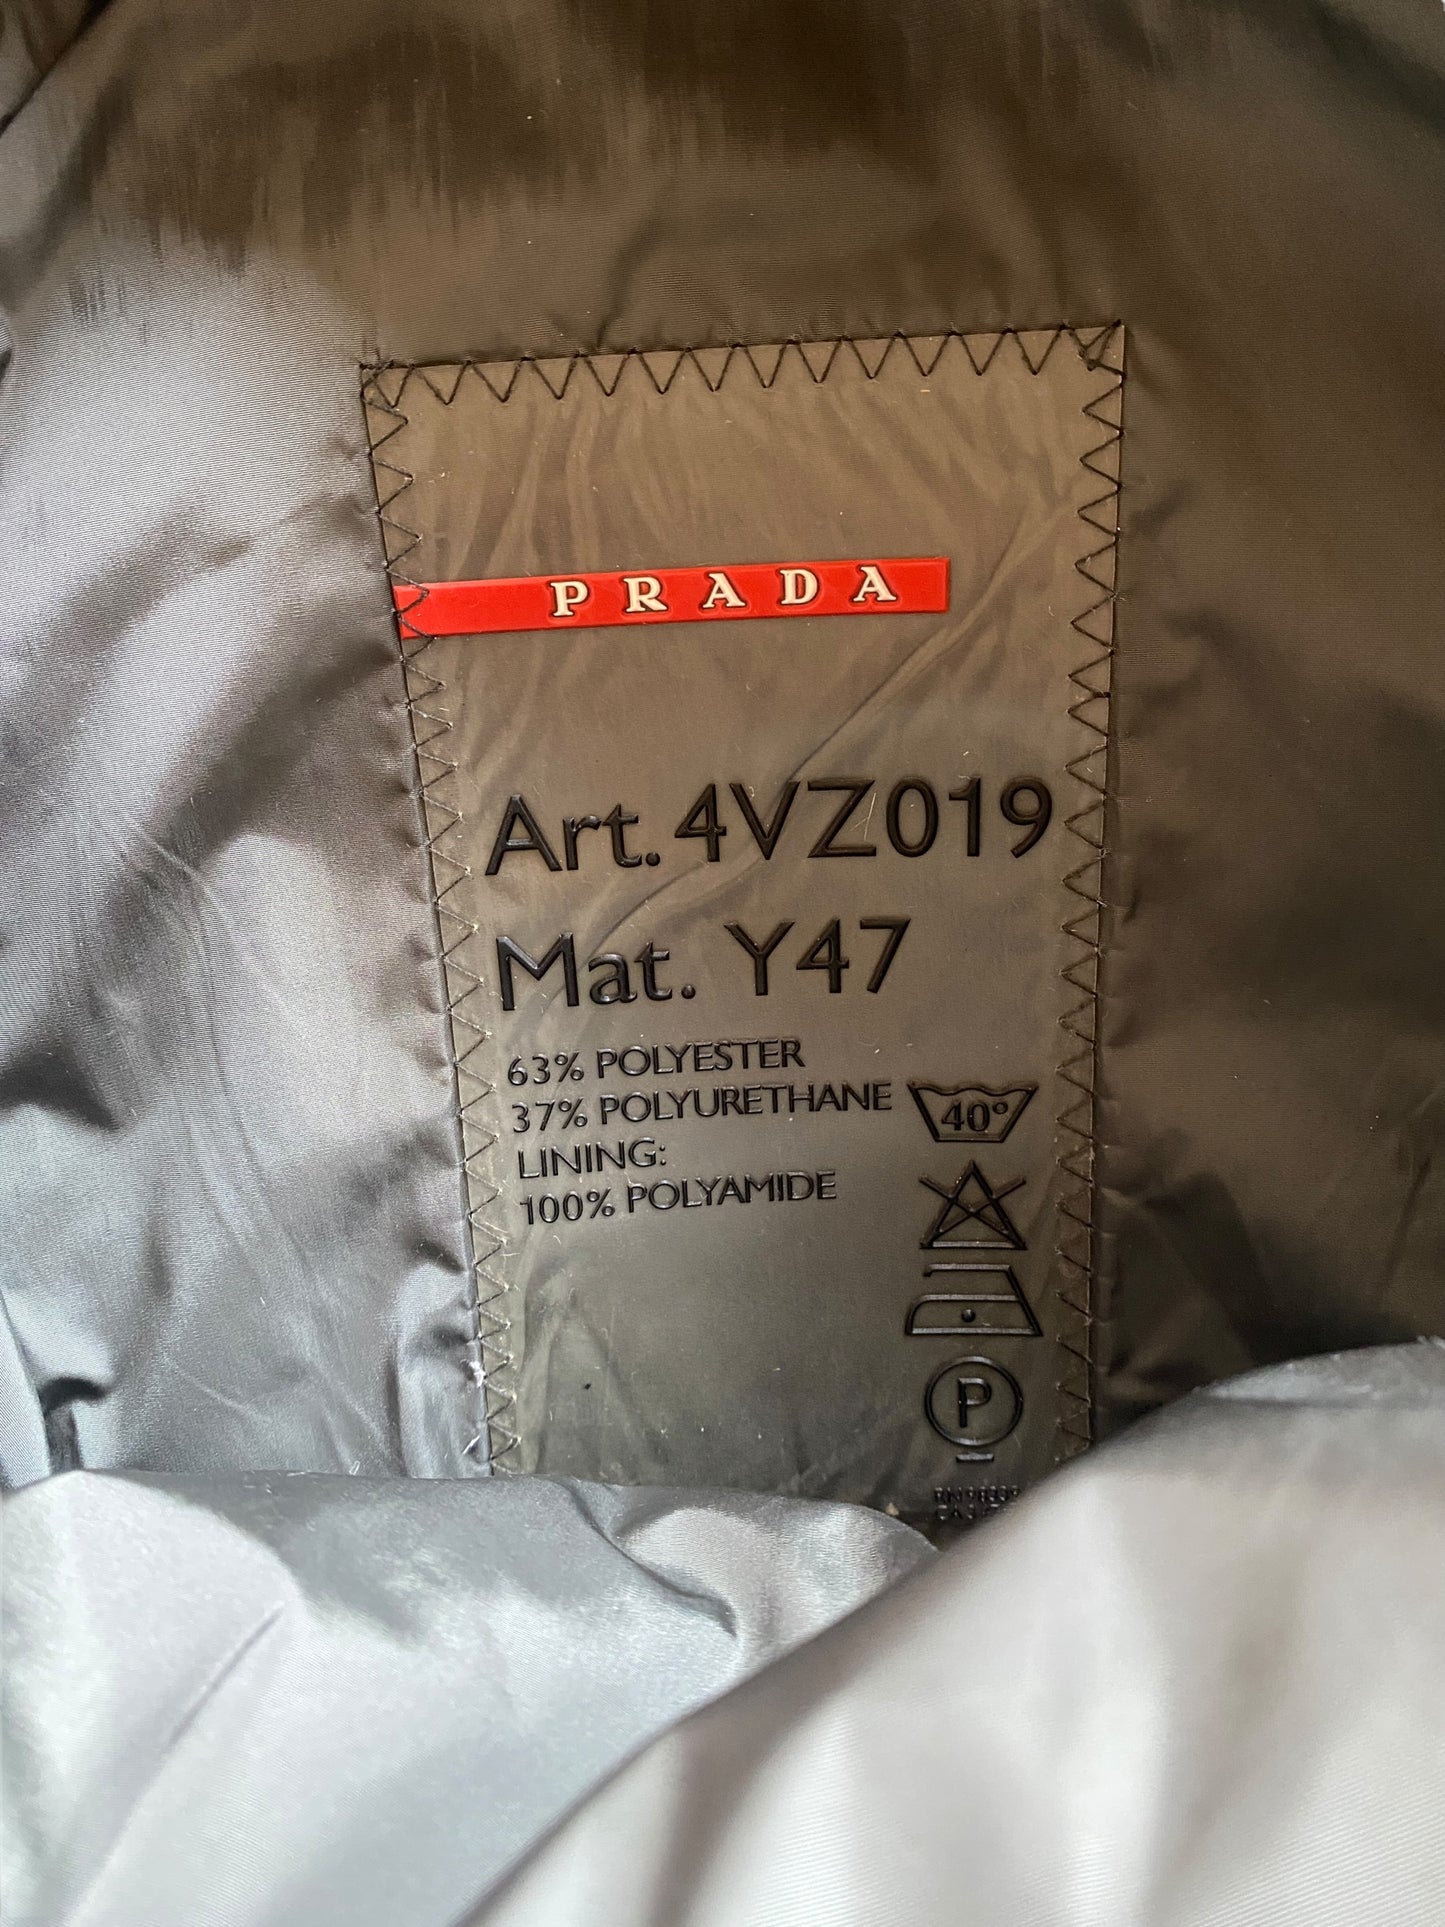 PRADA
Art. 4VZ019
Mat. Y47
63% POLYESTER
37% POLYURETHANE
LINING:
100% POLYAMIDE
40°
P